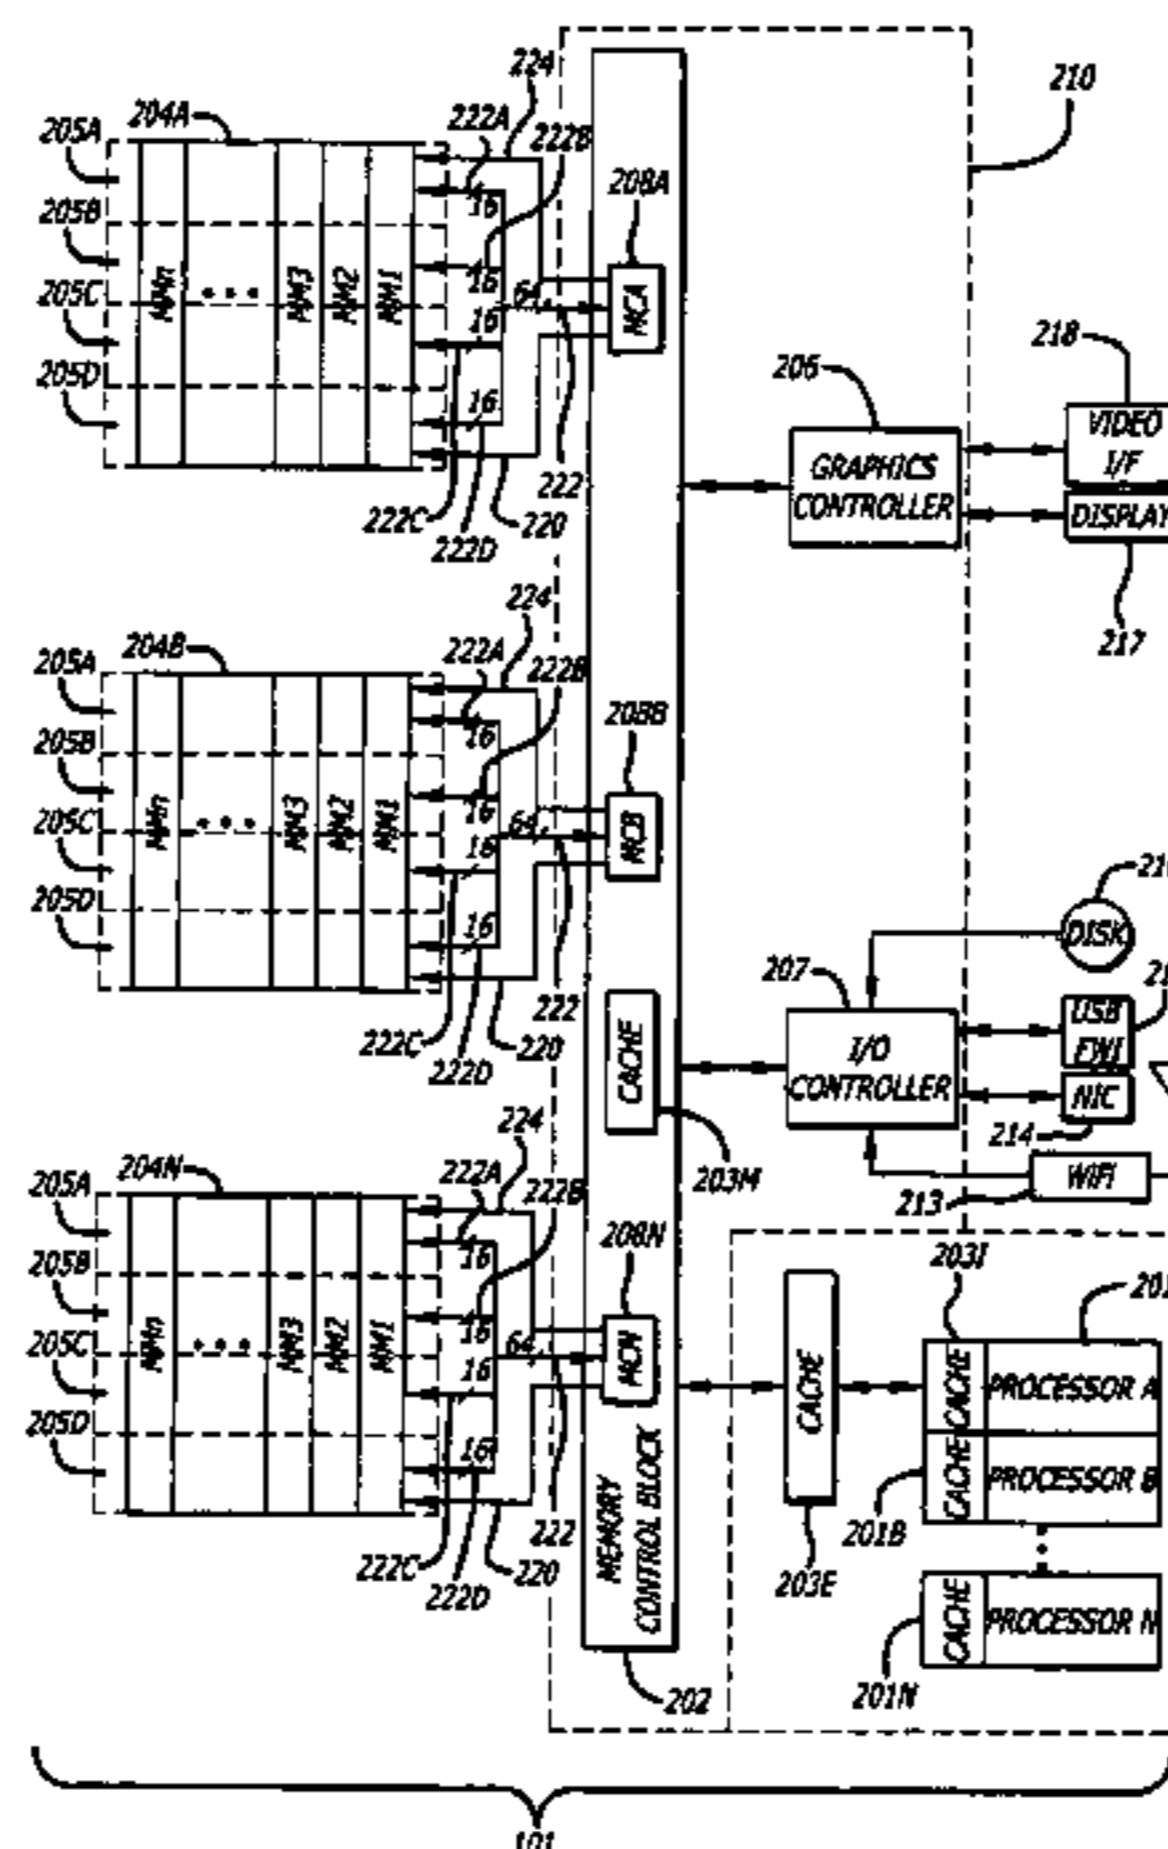 224
210
204A
222A
205A
222B
208A
16
205B
MMn
• • •
MM3
MM2
MM1
16
64
MCA
205C
16
218
205D
206
16
VIDEO
I/F
GRAPHICS
CONTROLLER
222
222C
220
DISPLAY
222D
224
217
204B
222A
205A
222B
208B
16
205B
MMn
• • •
MM3
MM2
MM1
16
64
MCB
205C
16
205D
DISK
16
207
222
USB
FWI
222C
220
CACHE
I/O
CONTROLLER
222D
NIC
224
214
204N
222A
203M
WIFI
205A
222B
213
208N
16
203I
205B
MMn
• • •
MM3
MM2
MM1
16
64
MCN
205C
16
CACHE
CACHE
PROCESSOR A
205D
16
CACHE
PROCESSOR B
MEMORY
CONTROL BLOCK
222
201B
222C
220
203E
222D
CACHE
PROCESSOR N
202
201N
101